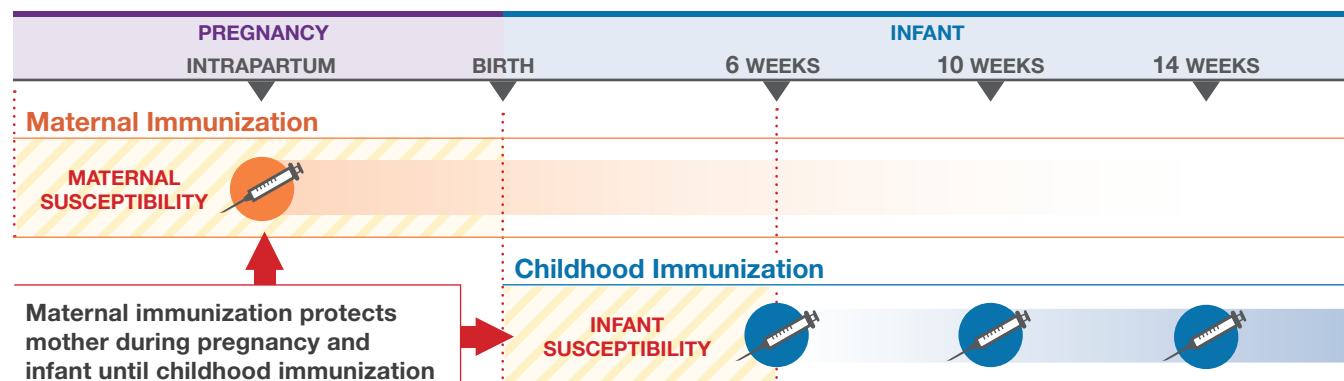 PREGNANCY
INFANT
INTRAPARTUM
BIRTH
6 WEEKS
10 WEEKS
14 WEEKS
Maternal Immunization
MATERNAL
SUSCEPTIBILITY
Childhood Immunization
Maternal immunization protects
mother during pregnancy and
infant until childhood immunization
INFANT
SUSCEPTIBILITY